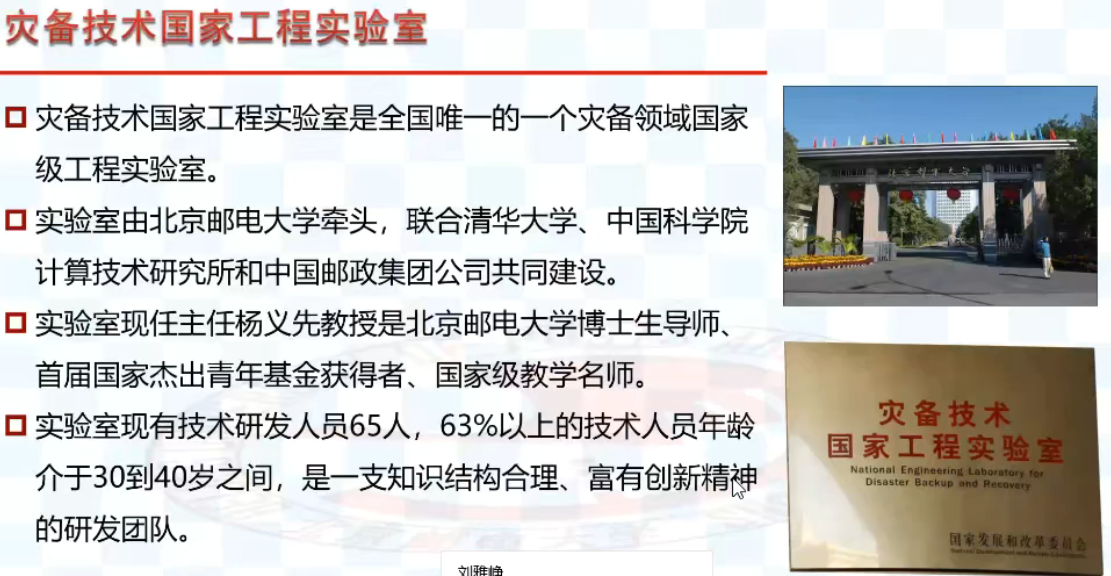 灾备技术国家工程实验室
灾备技术国家工程实验室是全国唯一的一个灾备领域国家
级工程实验室。
实验室由北京邮电大学牵头，联合清华大学、中国科学院
计算技术研究所和中国邮政集团公司共同建设。
实验室现任主任杨义先教授是北京邮电大学博士生导师、
首届国家杰出青年基金获得者、国家级教学名师。
实验室现有技术研发人员65人，63%以上的技术人员年龄
介于30到40岁之间，是一支知识结构合理、富有创新精神
的研发团队。
灾备技术
国家工程实验室
National Engineering Laboratory for
Disaster Backup and Recovery
国家发展和改革委员会
National Development and Reform Commission